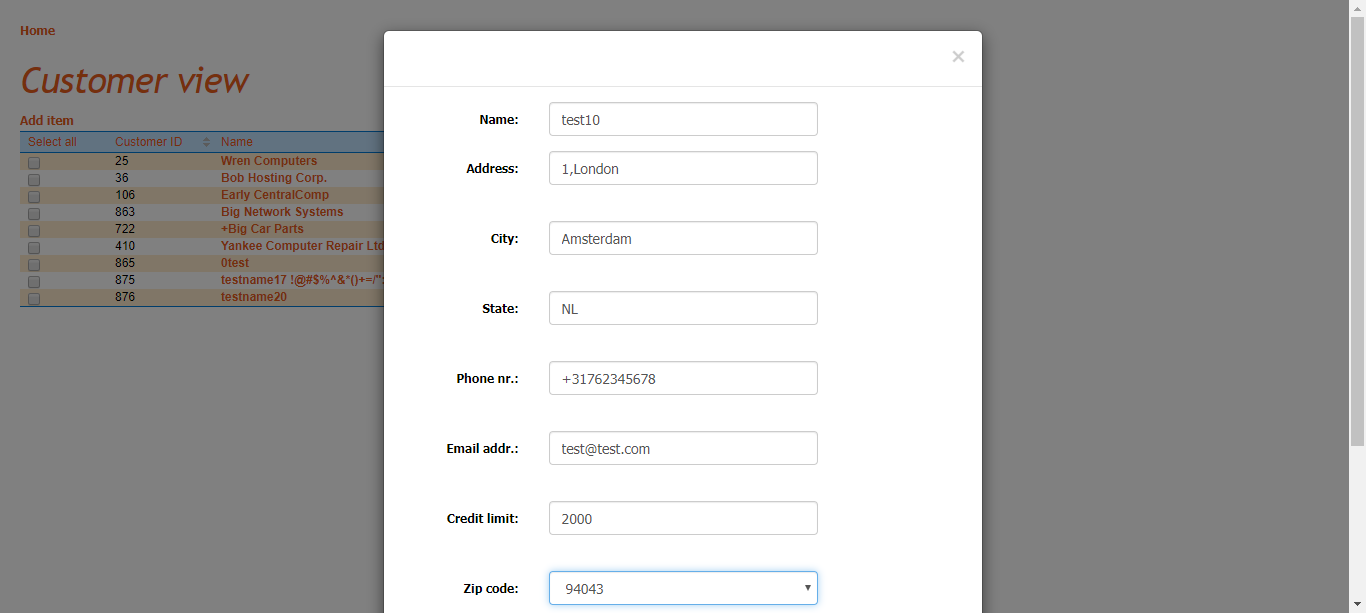 Home
Customer view
Add item
Select all Customer ID Name
25 Wren Computers
36 Bob Hosting Corp.
106 Early CentralComp
863 Big Network Systems
722 +Big Car Parts
410 Yankee Computer Repair Ltd
865 0test
875 testname17 !@#$%^&*()+=/"
876 testname20
×
Name: test10
Address: 1,London
City: Amsterdam
State: NL
Phone nr.: +31762345678
Email addr.: test@test.com
Credit limit: 2000
Zip code: 94043